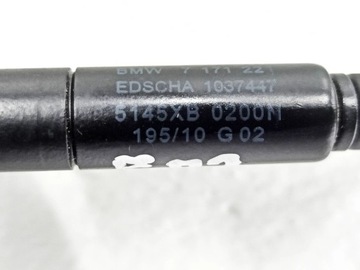 BMW 7 171 221
EDSCHA 1037447
5145XB 0200N
195/10 G 02